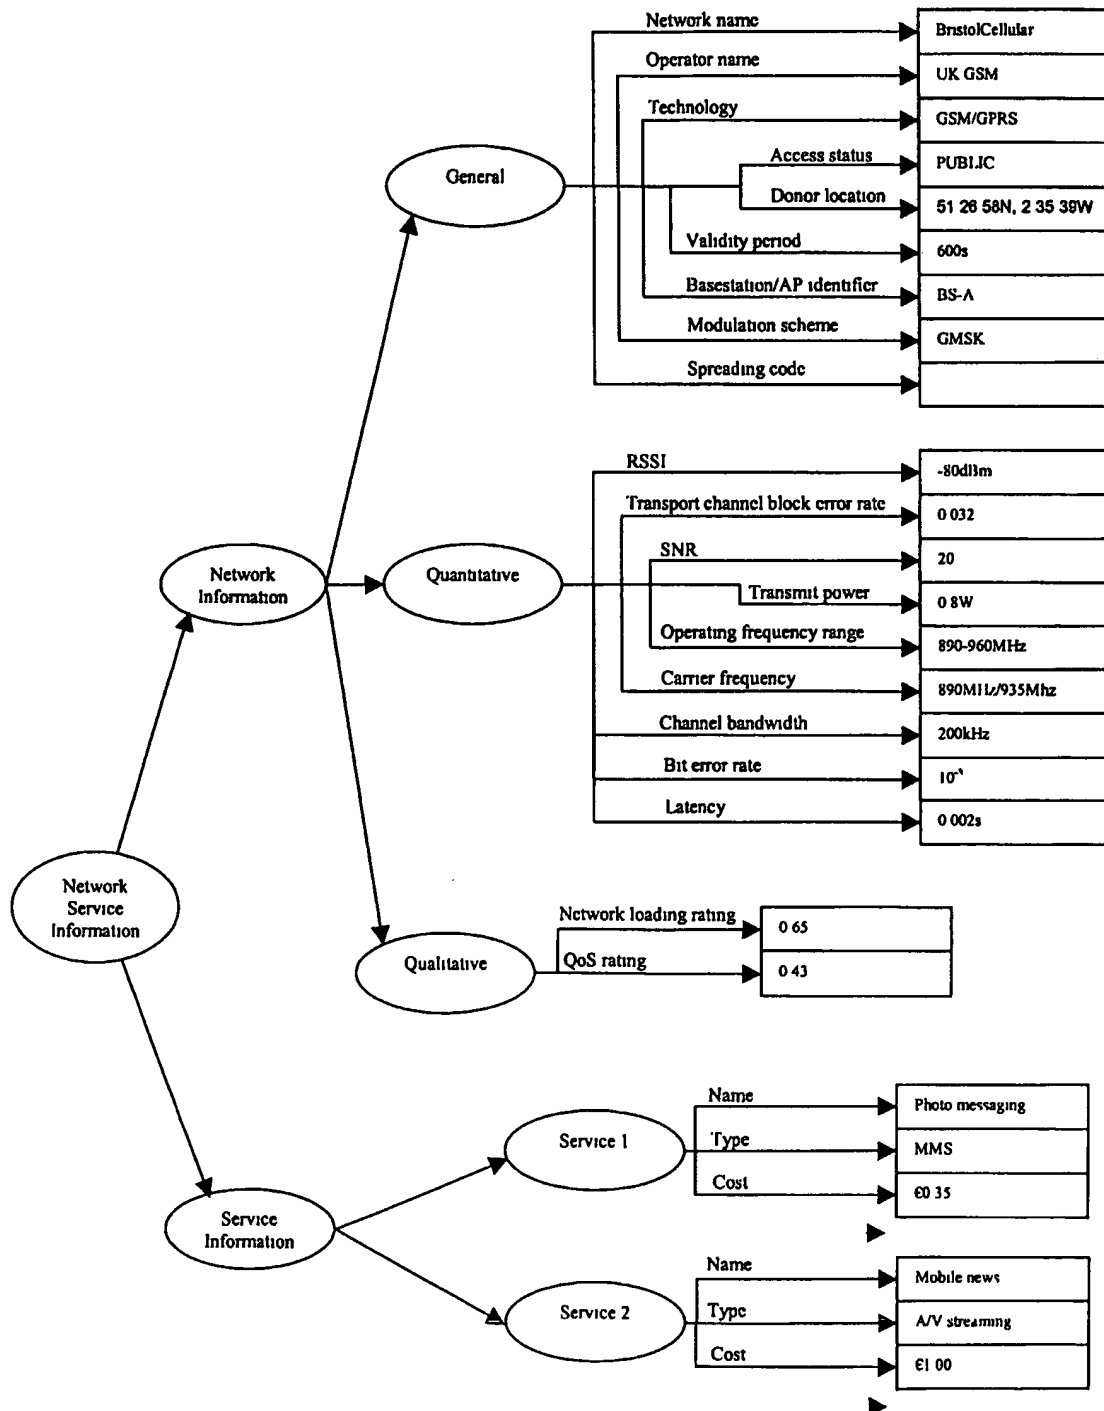 Network name
BristolCellular
Operator name
UK GSM
Technology
GSM/GPRS
General
Access status
PUBLIC
Donor location
51 26 58N, 2 35 39W
Validity period
600s
Basestation/AP identifier
BS-A
Modulation scheme
GMSK
Spreading code
RSSI
-80dBm
Transport channel block error rate
0 032
SNR
20
Network
Information
Quantitative
Transmit power
0 8W
Operating frequency range
890-960MHz
Carrier frequency
890MHz/935Mhz
Channel bandwidth
200kHz
Bit error rate
Latency
0 002s
Network
Service
Information
Network loading rating
0 65
Qualitative
QoS rating
0 43
Name
Photo messaging
Service 1
Type
MMS
Cost
€0 35
Service
Information
Name
Mobile news
Service 2
Type
A/V streaming
Cost
€1 00